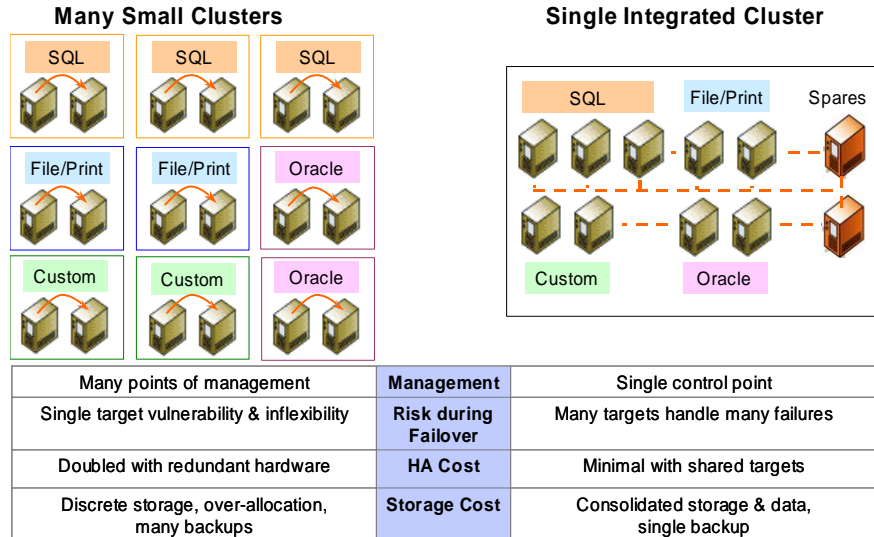 Many Small Clusters
Single Integrated Cluster
SQL
SQL
SQL
File/Print
File/Print
Oracle
Custom
Custom
Oracle
SQL
File/Print
Spares
Custom
Oracle
Many points of management
Management
Single control point
Single target vulnerability & inflexibility
Risk during
Failover
Many targets handle many failures
Doubled with redundant hardware
HA Cost
Minimal with shared targets
Discrete storage, over-allocation,
many backups
Storage Cost
Consolidated storage & data,
single backup